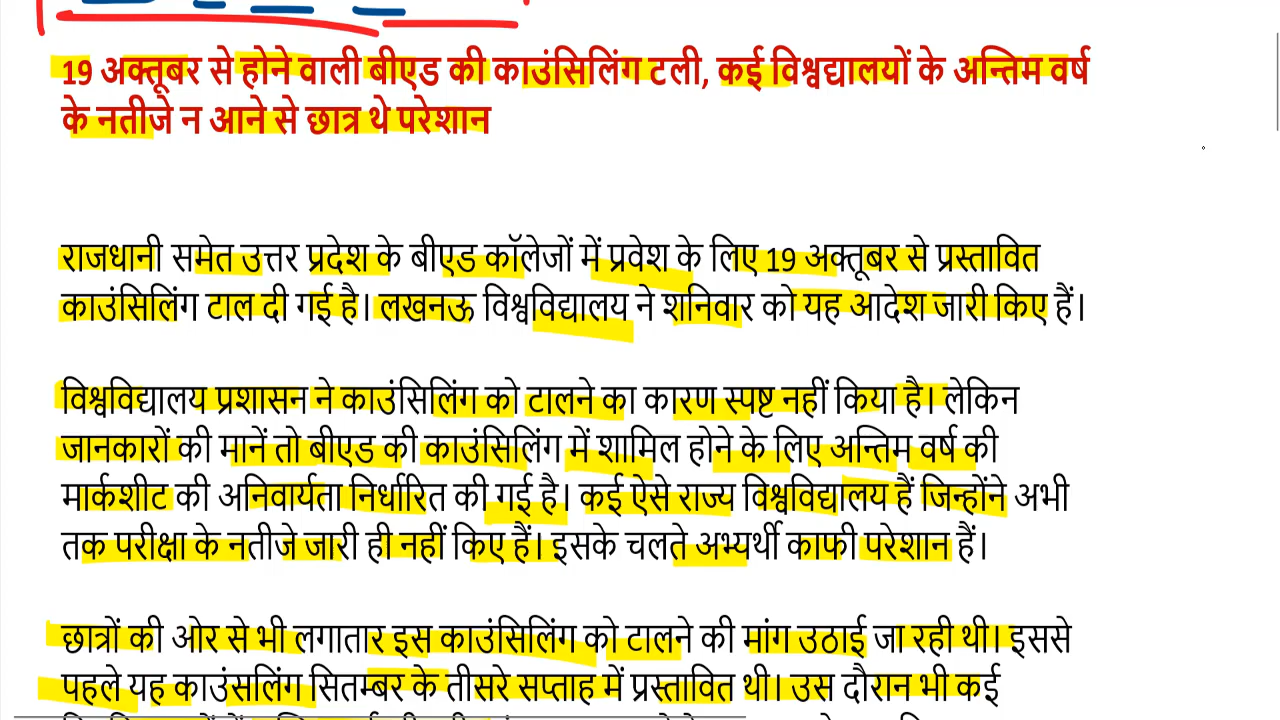 19 अक्तूबर से होने वाली बीएड की काउंसिलिंग टली, कई विश्वद्यालयों के अन्तिम वर्ष
के नतीजे न आने से छात्र थे परेशान
राजधानी समेत उत्तर प्रदेश के बीएड कॉलेजों में प्रवेश के लिए 19 अक्तूबर से प्रस्तावित
काउंसिलिंग टाल दी गई है। लखनऊ विश्वविद्यालय ने शनिवार को यह आदेश जारी किए हैं।
विश्वविद्यालय प्रशासन ने काउंसिलिंग को टालने का कारण स्पष्ट नहीं किया है। लेकिन
जानकारों की मानें तो बीएड की काउंसिलिंग में शामिल होने के लिए अन्तिम वर्ष की
मार्कशीट की अनिवार्यता निर्धारित की गई है। कई ऐसे राज्य विश्वविद्यालय हैं जिन्होंने अभी
तक परीक्षा के नतीजे जारी ही नहीं किए हैं। इसके चलते अभ्यर्थी काफी परेशान हैं।
छात्रों की ओर से भी लगातार इस काउंसिलिंग को टालने की मांग उठाई जा रही थी। इससे
पहले यह काउंसलिंग सितम्बर के तीसरे सप्ताह में प्रस्तावित थी। उस दौरान भी कई